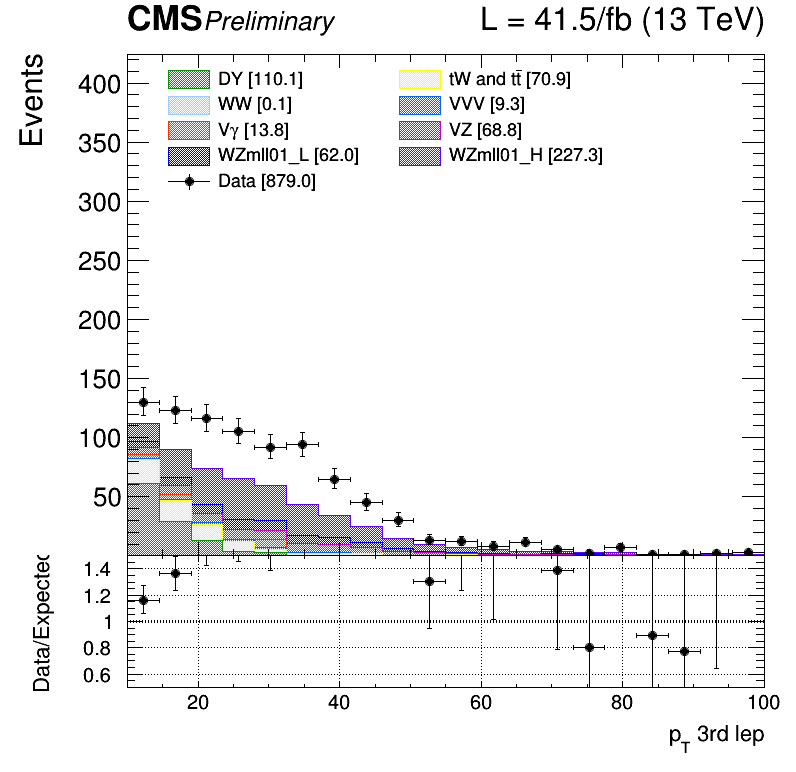 CMS Preliminary L = 41.5/fb (13 TeV)
Events
400
350
300
250
200
150
100
50
DY [110.1]
tW and tt̄ [70.9]
WW [0.1]
VVV [9.3]
Vγ [13.8]
VZ [68.8]
WZmll01_L [62.0]
WZmll01_H [227.3]
Data [879.0]
Data/Expected
1.4
1.2
1
0.8
0.6
20 40 60 80 100
p_T 3rd lep